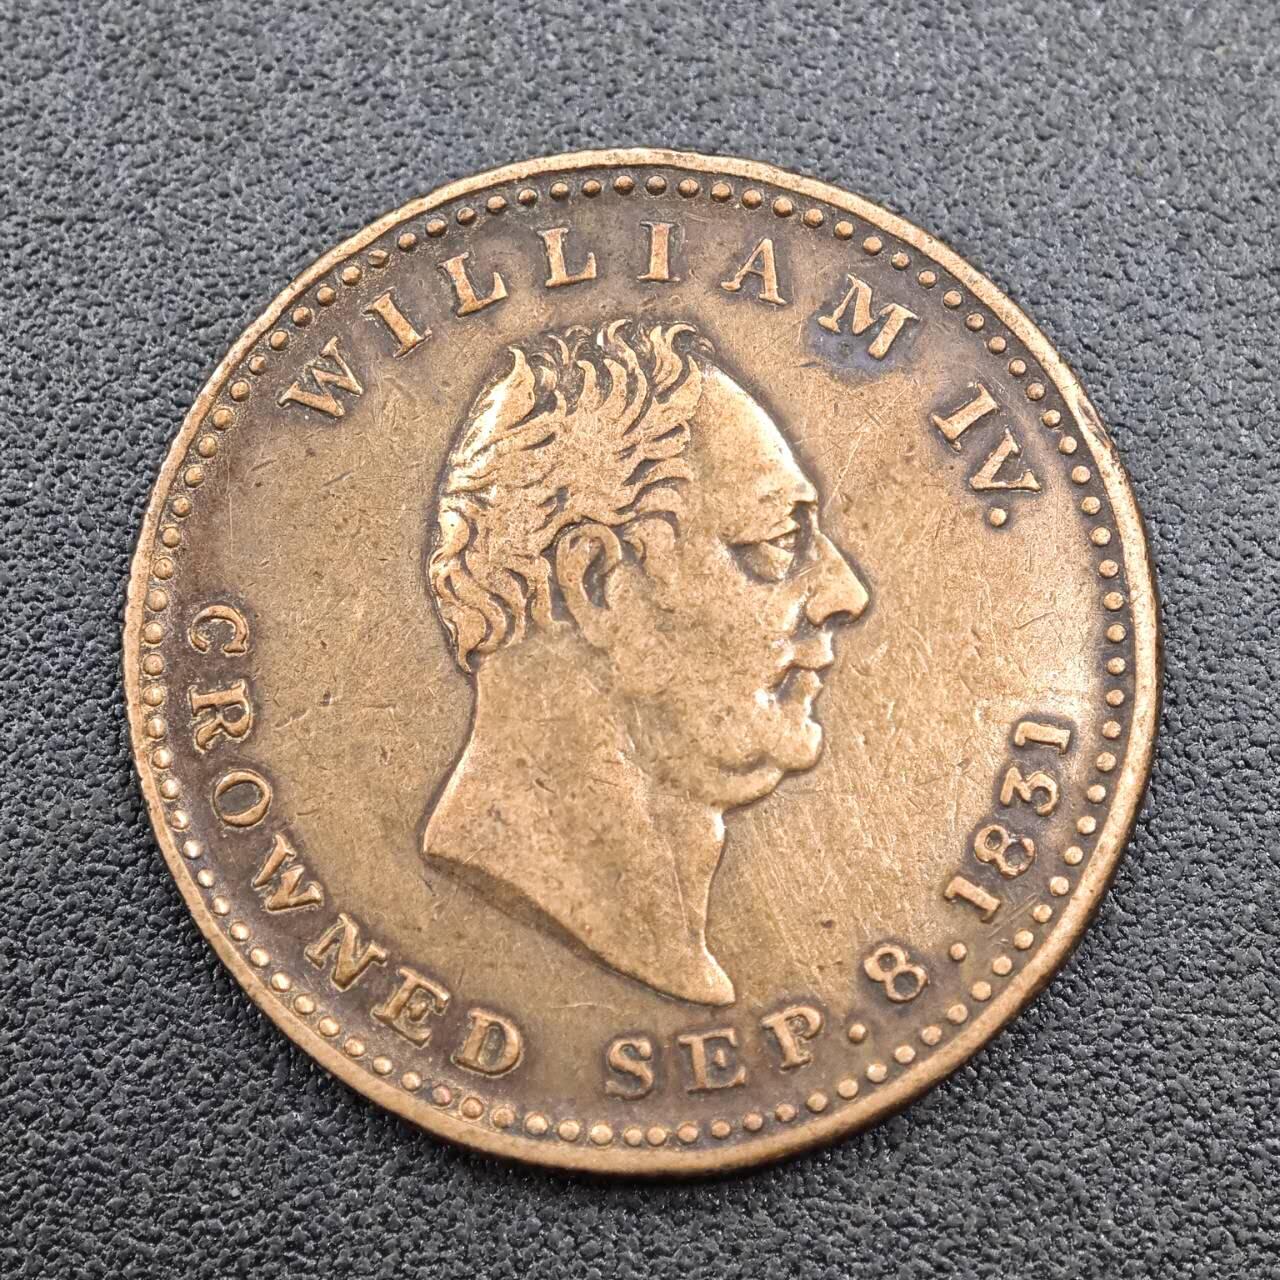 WILLIAM IV.
CROWNED SEP. 8. 1831